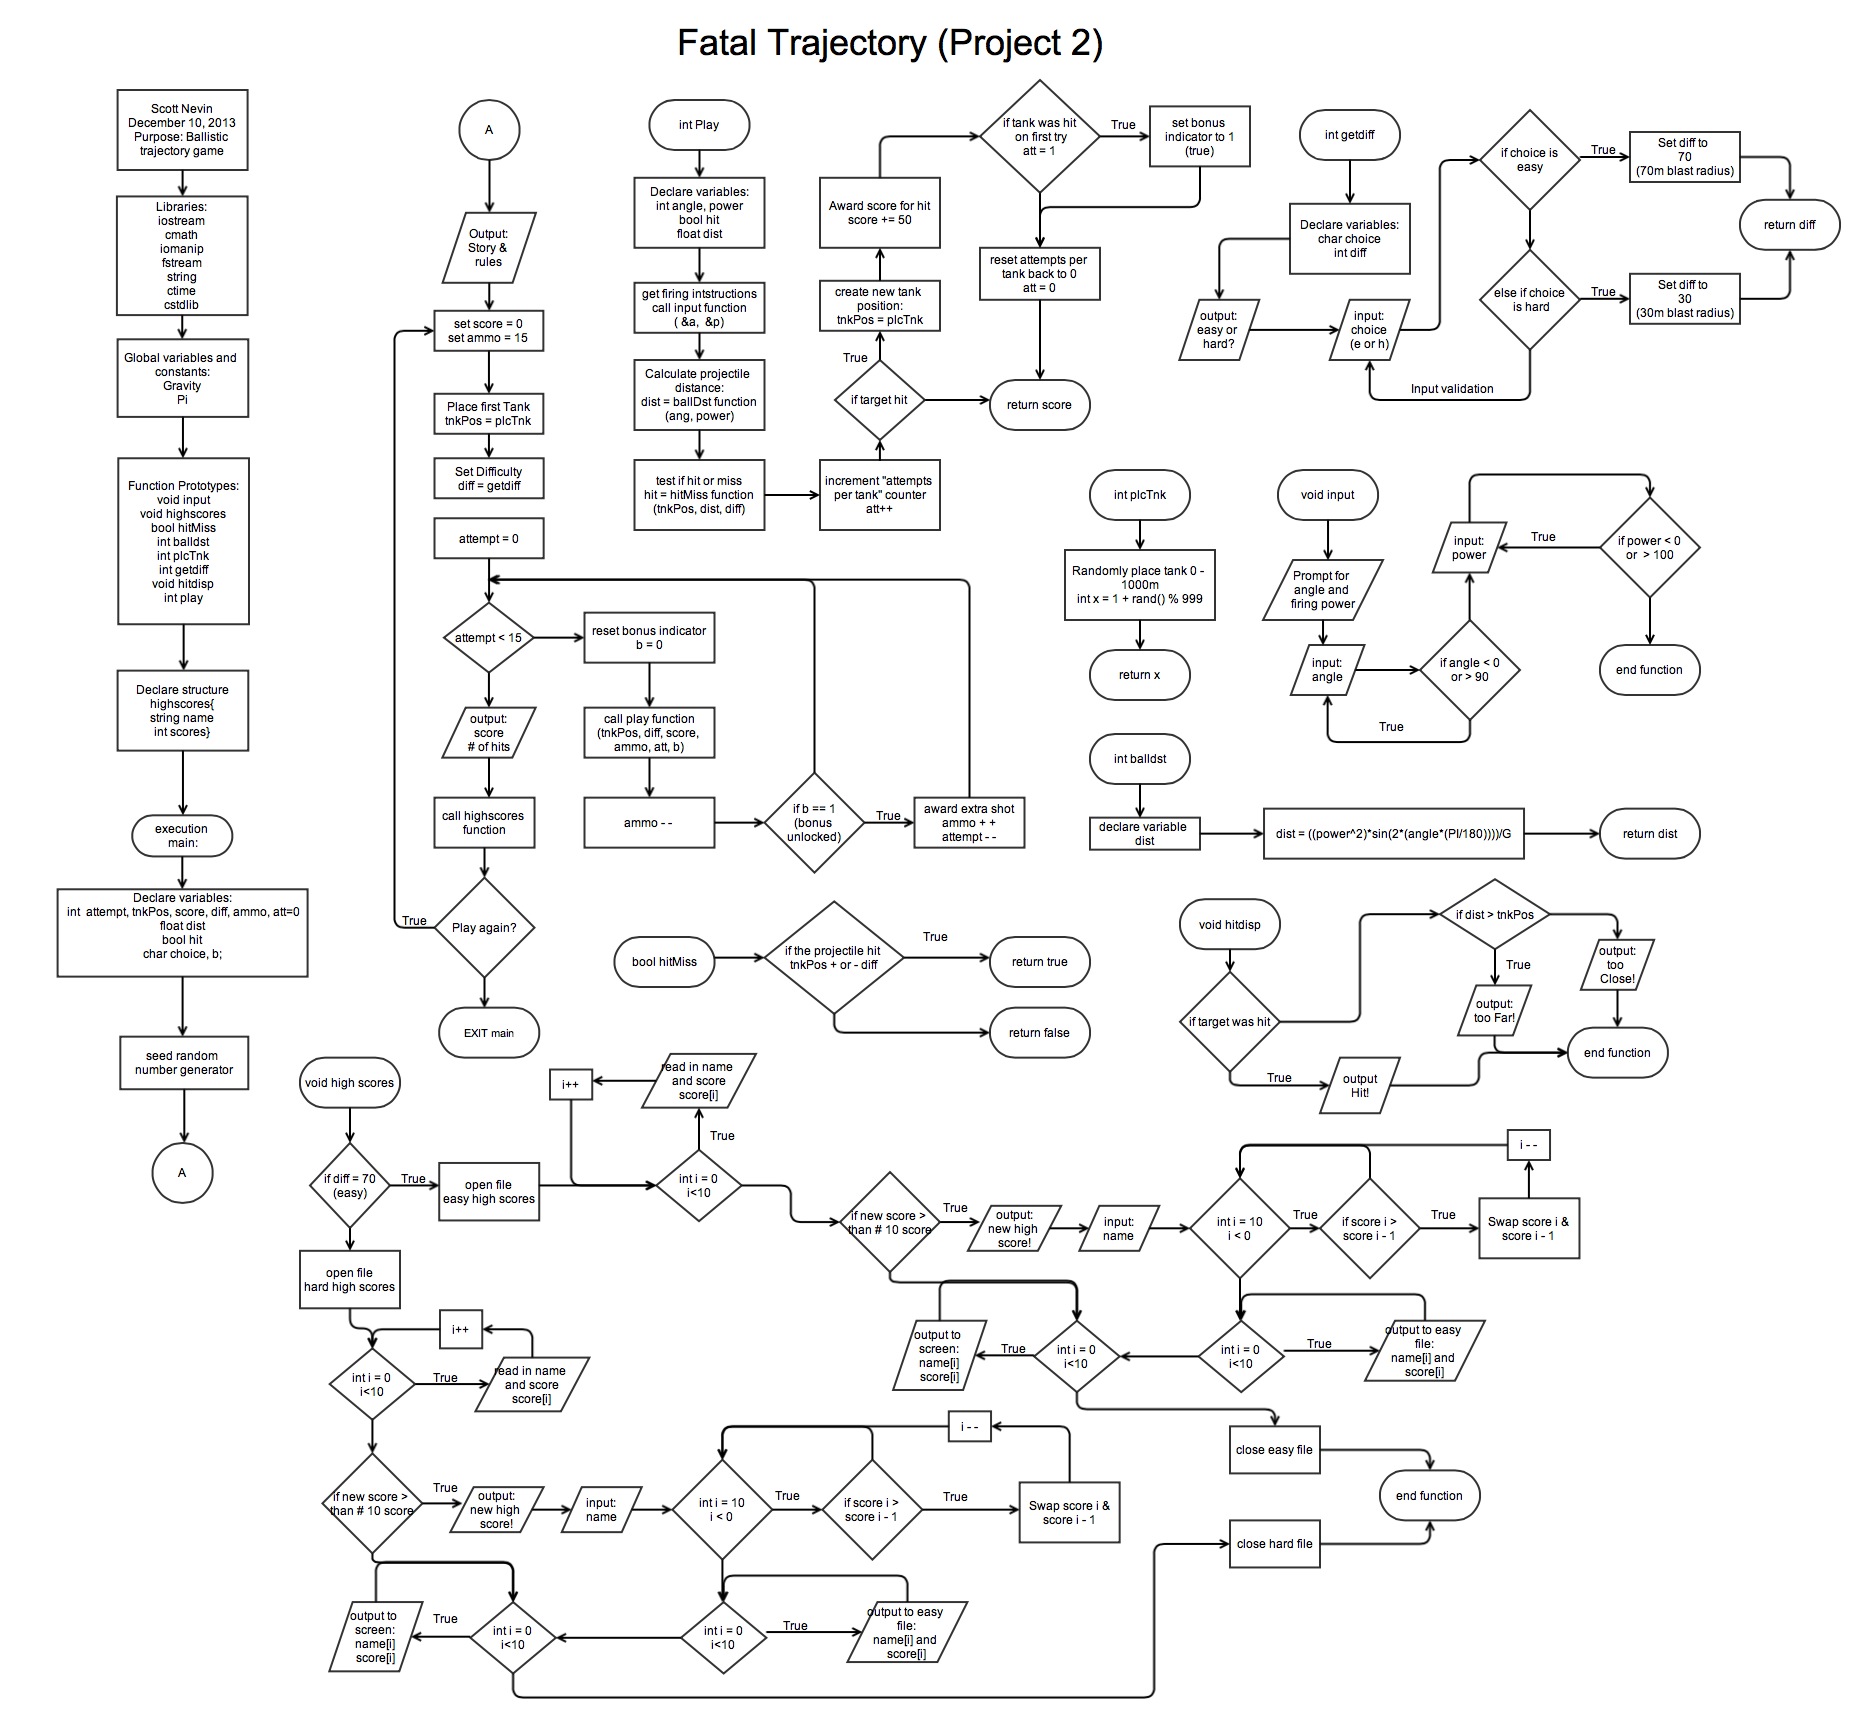 Fatal Trajectory (Project 2)
Scott Nevin
December 10, 2013
Purpose: Ballistic
trajectory game
Libraries:
iostream
cmath
iomanip
fstream
string
ctime
cstdlib
Global variables and
constants:
Gravity
Pi
Function Prototypes:
void input
void highscores
bool hitMiss
int balldst
int plcTnk
int getdiff
void hitdisp
int play
Declare structure
highscores{
string name
int scores}
execution
main:
Declare variables:
int attempt, tnkPos, score, diff, ammo, att=0
float dist
bool hit
char choice, b;
seed random
number generator
A
A
Output:
Story &
rules
set score = 0
set ammo = 15
Place first Tank
tnkPos = plcTnk
Set Difficulty
diff = getdiff
attempt = 0
attempt < 15
reset bonus indicator
b = 0
output:
score
# of hits
call play function
(tnkPos, diff, score,
ammo, att, b)
call highscores
function
ammo - -
if b == 1
(bonus
unlocked)
True
award extra shot
ammo + +
attempt - -
Play again?
True
EXIT main
int Play
Declare variables:
int angle, power
bool hit
float dist
get firing intstructions
call input function
( &a, &p)
Calculate projectile
distance:
dist = ballDst function
(ang, power)
test if hit or miss
hit = hitMiss function
(tnkPos, dist, diff)
increment "attempts
per tank" counter
att++
if target hit
True
create new tank
position:
tnkPos = plcTnk
Award score for hit
score += 50
if tank was hit
on first try
att = 1
True
set bonus
indicator to 1
(true)
reset attempts per
tank back to 0
att = 0
return score
int getdiff
Declare variables:
char choice
int diff
output:
easy or
hard?
input:
choice
(e or h)
if choice is
easy
True
Set diff to
70
(70m blast radius)
return diff
else if choice
is hard
True
Set diff to
30
(30m blast radius)
Input validation
int plcTnk
Randomly place tank 0 -
1000m
int x = 1 + rand() % 999
return x
void input
Prompt for
angle and
firing power
input:
angle
if angle < 0
or > 90
True
input:
power
True
if power < 0
or > 100
end function
int balldst
declare variable
dist
dist = ((power^2)*sin(2*(angle*(PI/180))))/G
return dist
bool hitMiss
if the projectile hit
tnkPos + or - diff
True
return true
return false
void hitdisp
if target was hit
True
output
Hit!
if dist > tnkPos
True
output:
too Far!
output:
too
Close!
end function
void high scores
if diff = 70
(easy)
True
open file
easy high scores
i++
read in name
and score
score[i]
True
int i = 0
i<10
if new score >
than # 10 score
True
output:
new high
score!
input:
name
int i = 10
i < 0
True
if score i >
score i - 1
True
Swap score i &
score i - 1
i - -
output to
screen:
name[i]
score[i]
True
int i = 0
i<10
int i = 0
i<10
True
output to easy
file:
name[i] and
score[i]
open file
hard high scores
i++
int i = 0
i<10
True
read in name
and score
score[i]
if new score >
than # 10 score
True
output:
new high
score!
input:
name
int i = 10
i < 0
True
if score i >
score i - 1
True
Swap score i &
score i - 1
i - -
close easy file
end function
close hard file
output to
screen:
name[i]
score[i]
True
int i = 0
i<10
int i = 0
i<10
True
output to easy
file:
name[i] and
score[i]